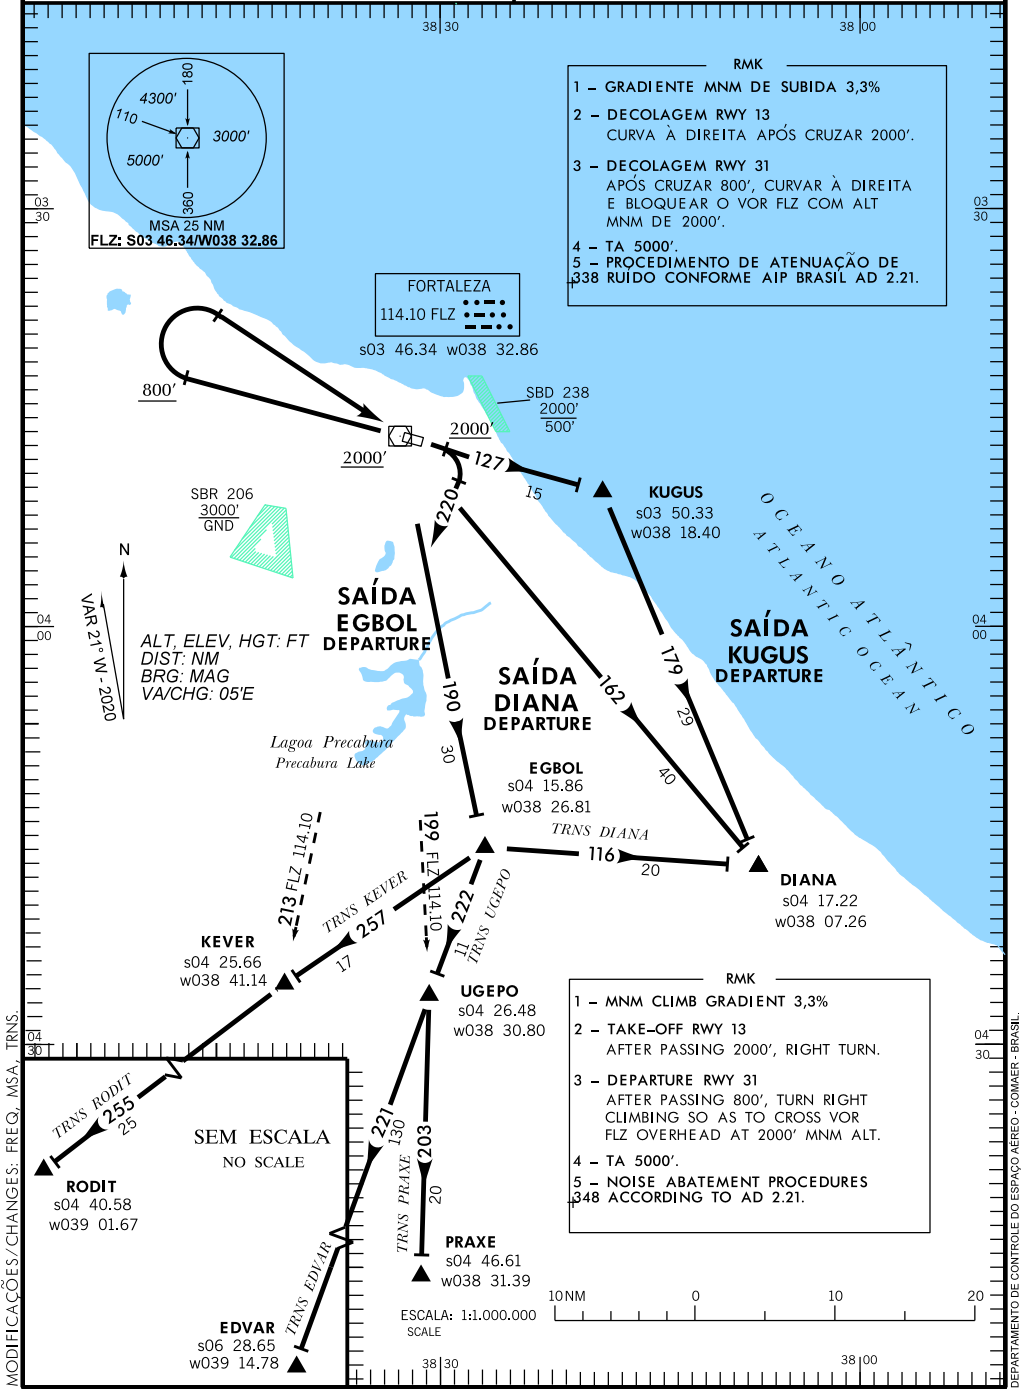 38 30
38 00
180
4300'
110
3000'
5000'
360
MSA 25 NM
FLZ: S03 46.34/W038 32.86
RMK
1 – GRADIENTE MNM DE SUBIDA 3,3%
2 – DECOLAGEM RWY 13
CURVA À DIREITA APÓS CRUZAR 2000'.
3 – DECOLAGEM RWY 31
APÓS CRUZAR 800', CURVAR À DIREITA
E BLOQUEAR O VOR FLZ COM ALT
MNM DE 2000'.
4 – TA 5000'.
5 – PROCEDIMENTO DE ATENUAÇÃO DE
338 RUÍDO CONFORME AIP BRASIL AD 2.21.
03
30
03
30
FORTALEZA
114.10 FLZ
s03 46.34 w038 32.86
SBD 238
2000'
500'
800'
2000'
2000'
127
15
220
KUGUS
s03 50.33
w038 18.40
SBR 206
3000'
GND
OCEANO ATLÂNTICO
ATLANTIC OCEAN
N
VAR 21° W - 2020
ALT, ELEV, HGT: FT
DIST: NM
BRG: MAG
VA/CHG: 05'E
04
00
04
00
SAÍDA
EGBOL
DEPARTURE
SAÍDA
DIANA
DEPARTURE
SAÍDA
KUGUS
DEPARTURE
179
29
162
40
190
30
Lagoa Precabura
Precabura Lake
EGBOL
s04 15.86
w038 26.81
TRNS DIANA
116
20
DIANA
s04 17.22
w038 07.26
213 FLZ 114.10
199 FLZ 114.10
TRNS KEVER
257
17
222
11
TRNS UGEPO
KEVER
s04 25.66
w038 41.14
UGEPO
s04 26.48
w038 30.80
RMK
1 – MNM CLIMB GRADIENT 3,3%
2 – TAKE–OFF RWY 13
AFTER PASSING 2000', RIGHT TURN.
3 – DEPARTURE RWY 31
AFTER PASSING 800', TURN RIGHT
CLIMBING SO AS TO CROSS VOR
FLZ OVERHEAD AT 2000' MNM ALT.
4 – TA 5000'.
5 – NOISE ABATEMENT PROCEDURES
348 ACCORDING TO AD 2.21.
04
30
04
30
TRNS RODIT
255
25
SEM ESCALA
NO SCALE
RODIT
s04 40.58
w039 01.67
221
130
203
20
TRNS PRAXE
TRNS EDVAR
PRAXE
s04 46.61
w038 31.39
EDVAR
s06 28.65
w039 14.78
ESCALA: 1:1.000.000
SCALE
10NM 0 10 20
38 30
38 00
MODIFICAÇÕES/CHANGES: FREQ, MSA, TRNS.
DEPARTAMENTO DE CONTROLE DO ESPAÇO AÉREO - COMAER - BRASIL.